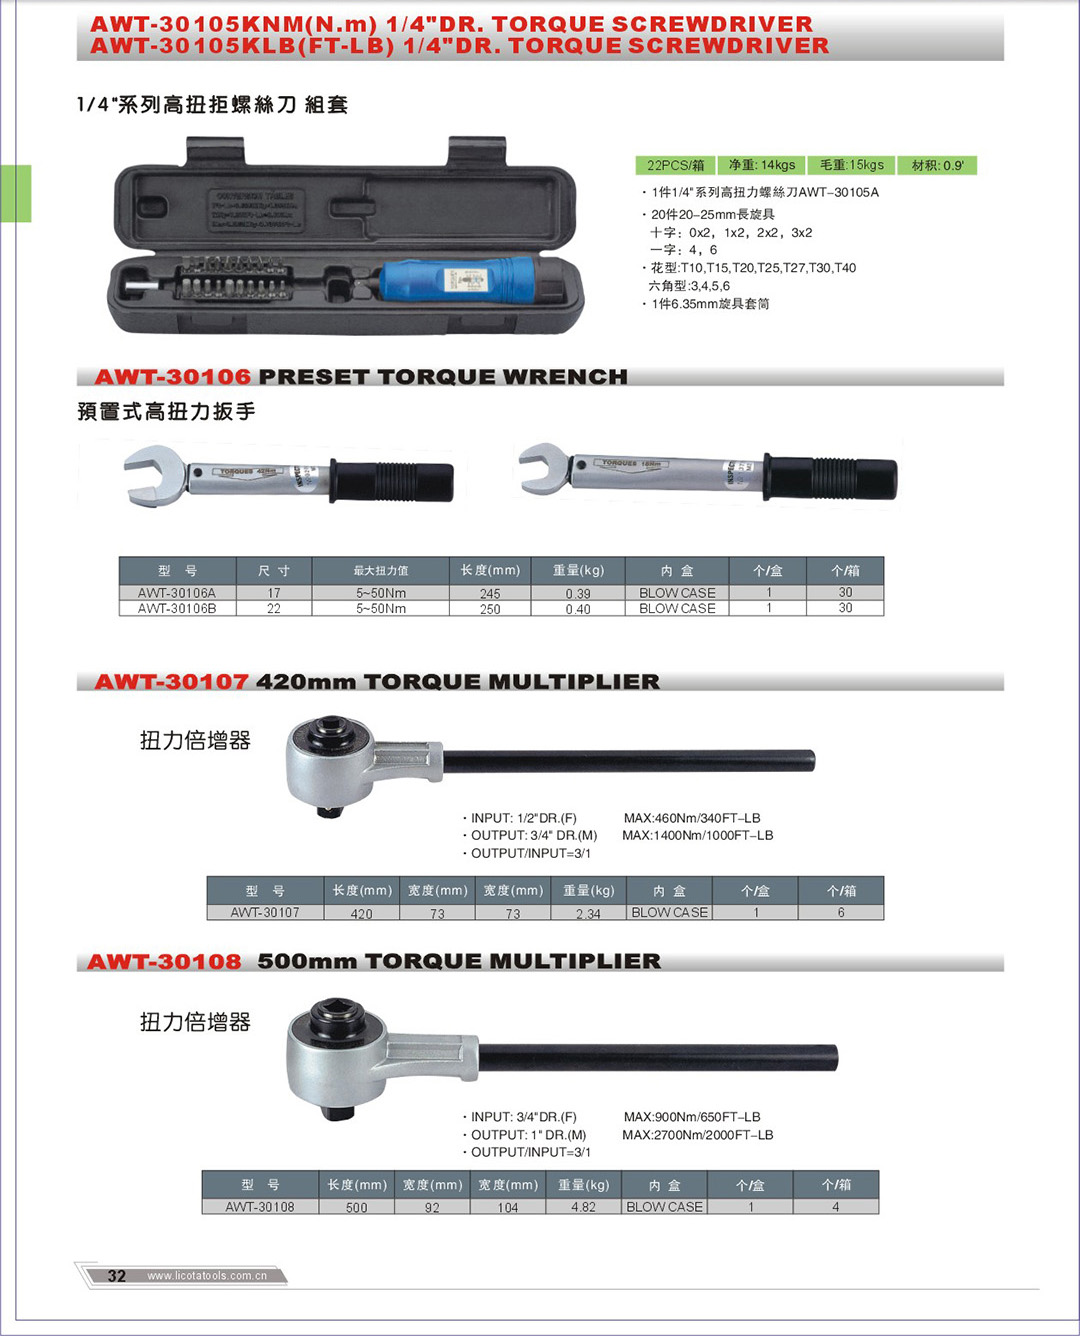 AWT-30105KNM(N.m) 1/4"DR. TORQUE SCREWDRIVER
AWT-30105KLB(FT-LB) 1/4"DR. TORQUE SCREWDRIVER
1/4"系列高扭拒螺絲刀 組套
22PCS/箱 净重: 14kgs 毛重:15kgs 材积: 0.9'
· 1件1/4"系列高扭力螺絲刀AWT-30105A
· 20件20-25mm長旋具
十字: 0x2, 1x2, 2x2, 3x2
一字: 4, 6
· 花型:T10,T15,T20,T25,T27,T30,T40
六角型:3,4,5,6
· 1件6.35mm旋具套筒
CONVERSION TABLES
AWT-30106 PRESET TORQUE WRENCH
預置式高扭力扳手
TORQUES 42Nm
TORQUES 18Nm
型 号 尺 寸 最大扭力值 长度(mm) 重量(kg) 内 盒 个/盒 个/箱
AWT-30106A 17 5~50Nm 245 0.39 BLOW CASE 1 30
AWT-30106B 22 5~50Nm 250 0.40 BLOW CASE 1 30
AWT-30107 420mm TORQUE MULTIPLIER
扭力倍增器
· INPUT: 1/2"DR.(F) MAX:460Nm/340FT-LB
· OUTPUT: 3/4" DR.(M) MAX:1400Nm/1000FT-LB
· OUTPUT/INPUT=3/1
型 号 长度(mm) 宽度(mm) 宽度(mm) 重量(kg) 内 盒 个/盒 个/箱
AWT-30107 420 73 73 2.34 BLOW CASE 1 6
AWT-30108 500mm TORQUE MULTIPLIER
扭力倍增器
· INPUT: 3/4"DR.(F) MAX:900Nm/650FT-LB
· OUTPUT: 1" DR.(M) MAX:2700Nm/2000FT-LB
· OUTPUT/INPUT=3/1
型 号 长度(mm) 宽度(mm) 宽度(mm) 重量(kg) 内 盒 个/盒 个/箱
AWT-30108 500 92 104 4.82 BLOW CASE 1 4
32 www.licotatools.com.cn